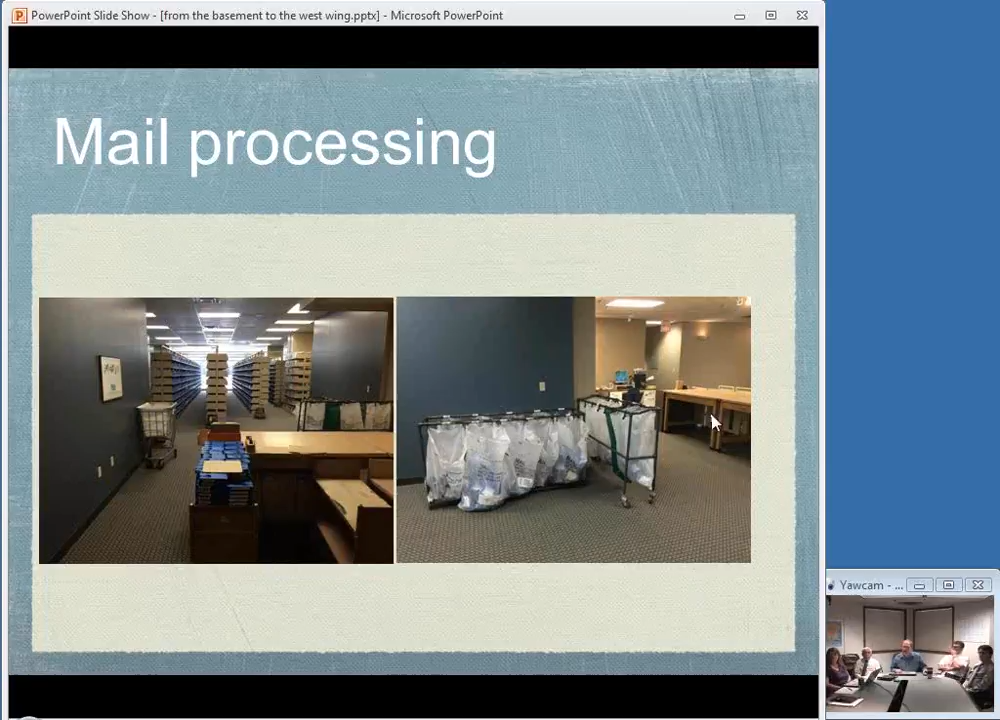 PowerPoint Slide Show - [from the basement to the west wing.pptx] - Microsoft PowerPoint
Mail processing
Yawcam - ...